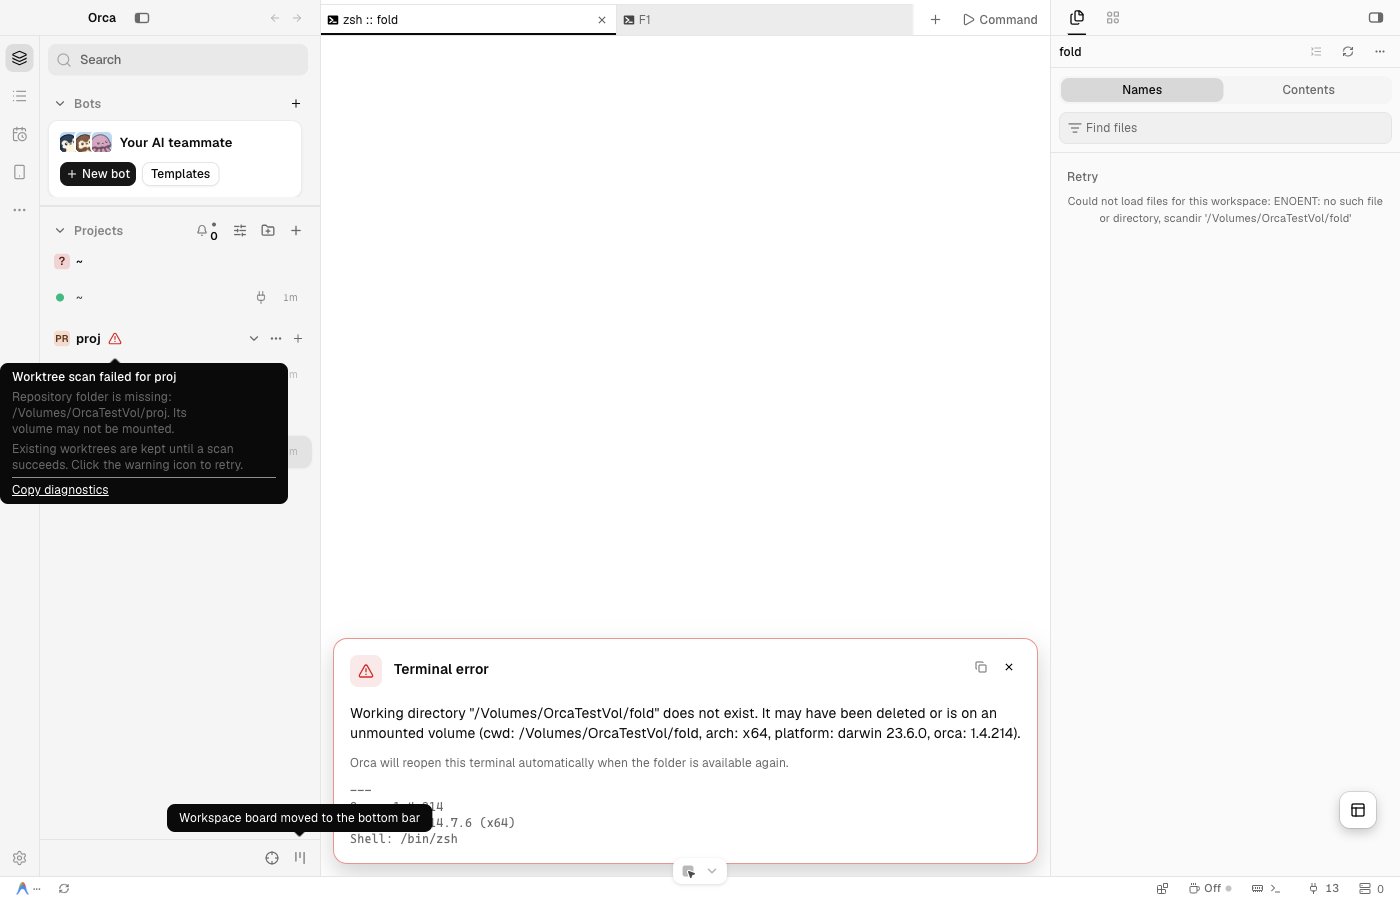 Orca
zsh :: fold
F1
Command
Search
fold
Names
Contents
Find files
Bots
Your AI teammate
New bot
Templates
Retry
Could not load files for this workspace: ENOENT: no such file
or directory, scandir '/Volumes/OrcaTestVol/fold'
Projects
0
? ~
~
1m
PR proj
Worktree scan failed for proj
Repository folder is missing:
/Volumes/OrcaTestVol/proj. Its
volume may not be mounted.
Existing worktrees are kept until a scan
succeeds. Click the warning icon to retry.
Copy diagnostics
m
m
Terminal error
Working directory "/Volumes/OrcaTestVol/fold" does not exist. It may have been deleted or is on an
unmounted volume (cwd: /Volumes/OrcaTestVol/fold, arch: x64, platform: darwin 23.6.0, orca: 1.4.214).
Orca will reopen this terminal automatically when the folder is available again.
---
14
14.7.6 (x64)
Shell: /bin/zsh
Workspace board moved to the bottom bar
Off
13
0